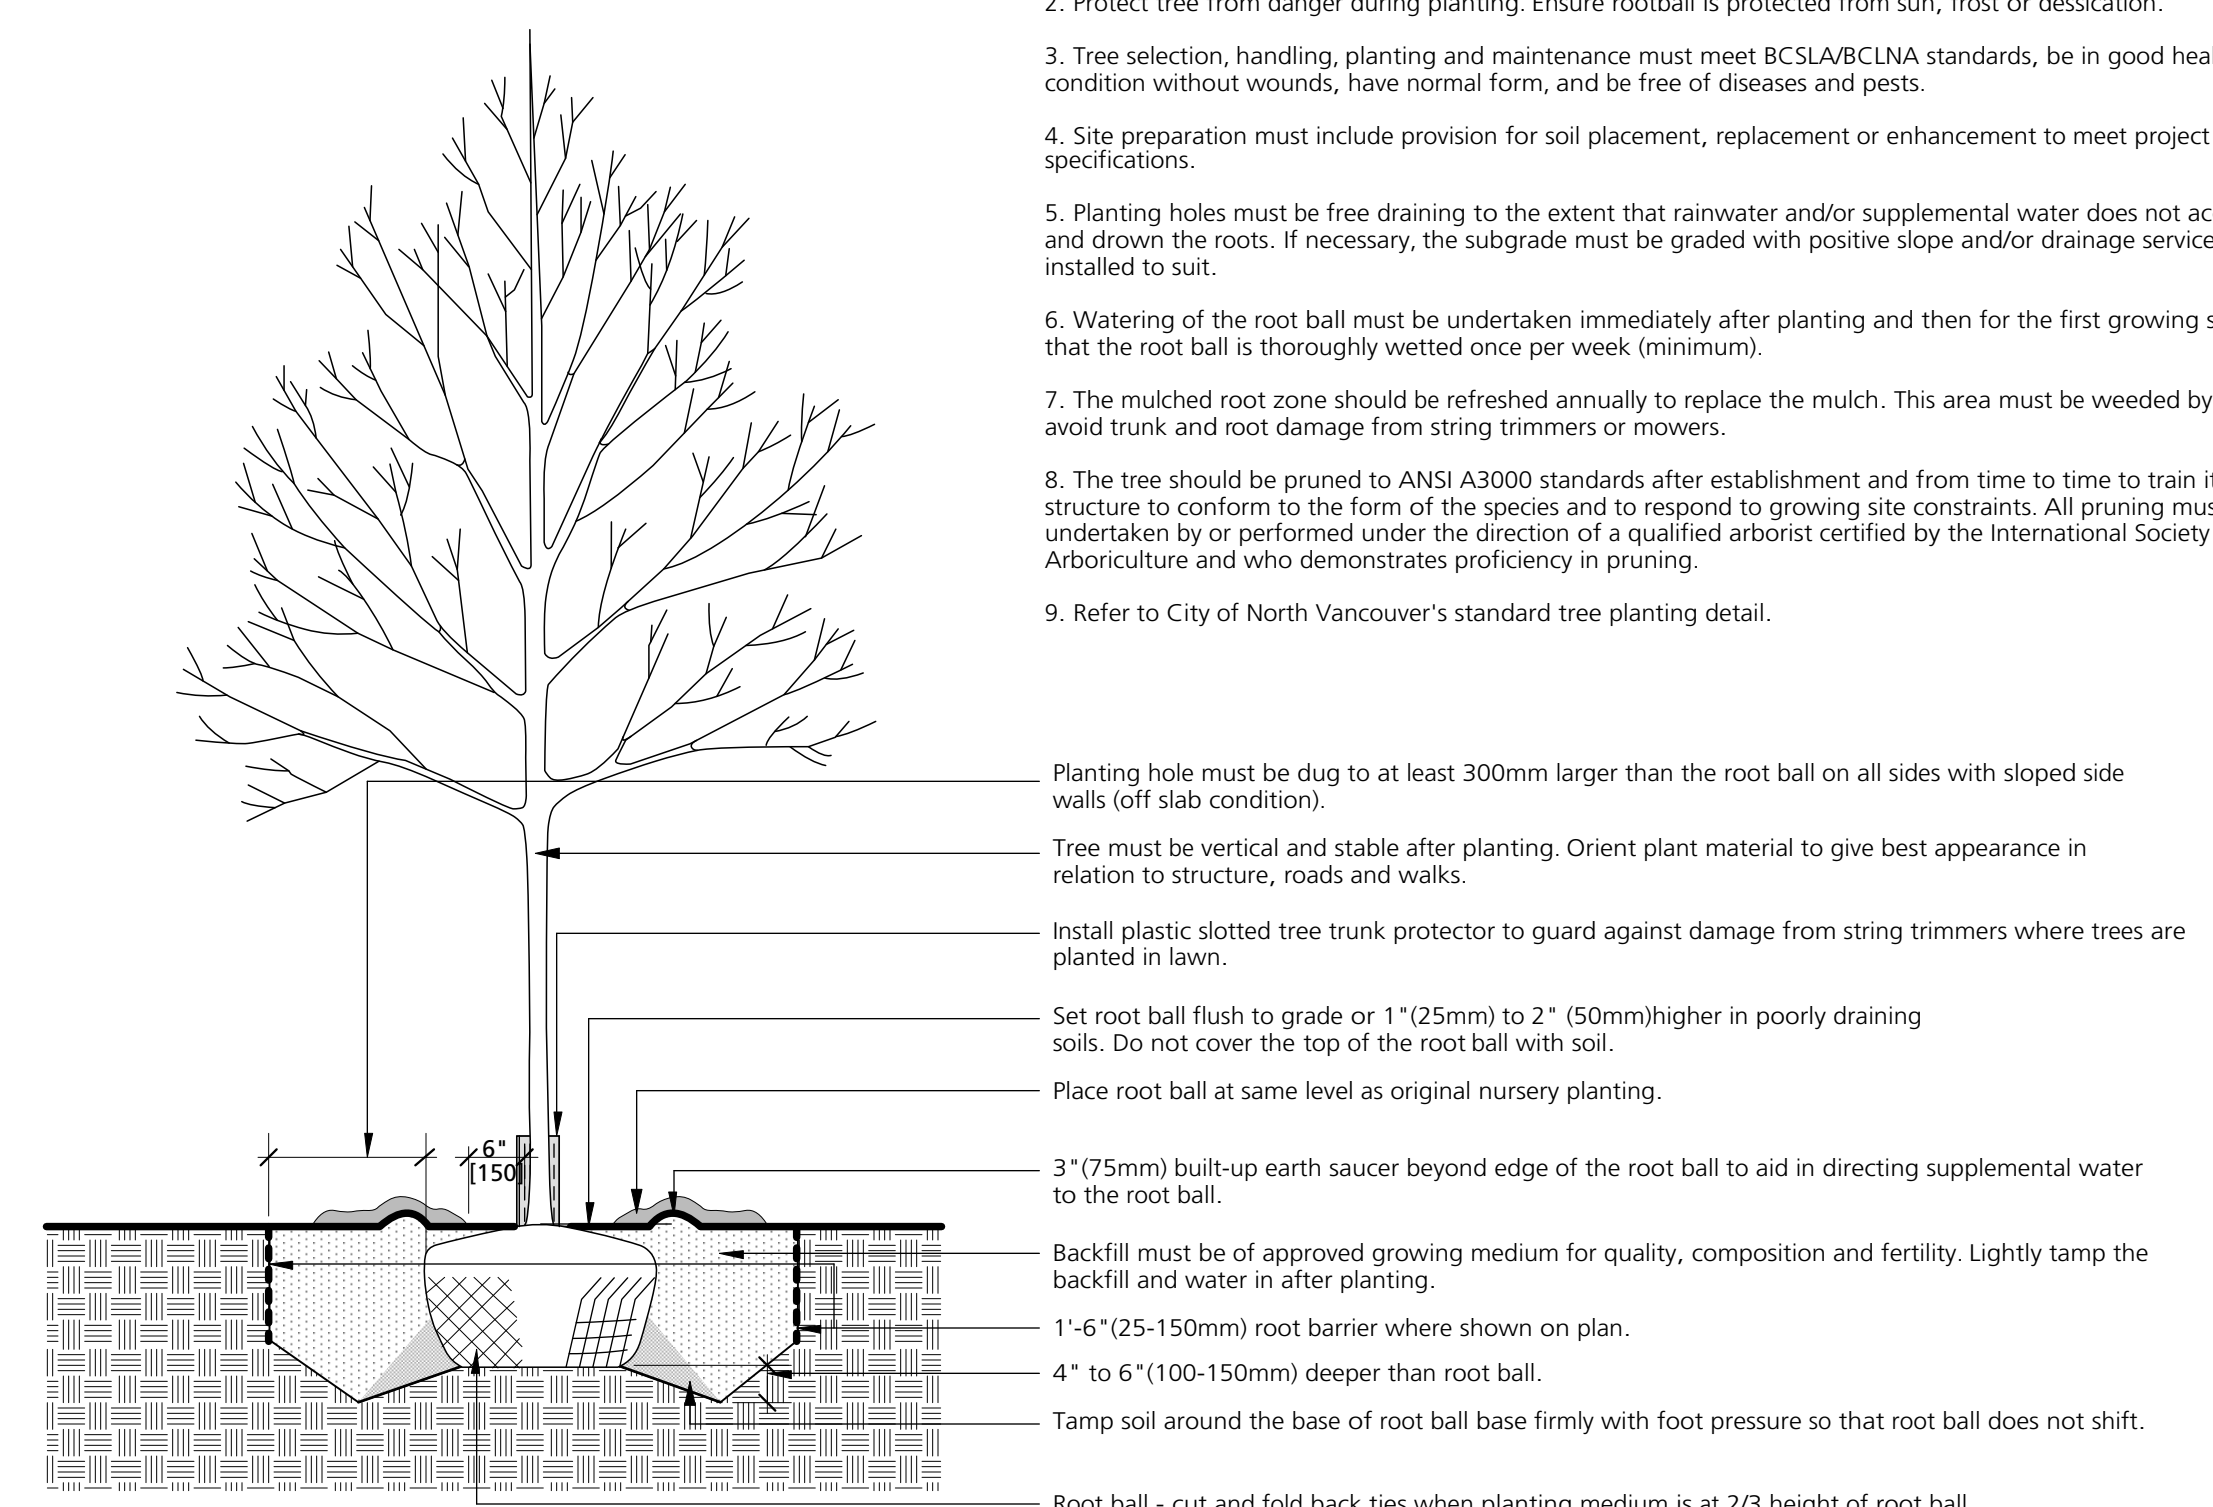 2. Protect tree from danger during planting. Ensure rootball is protected from sun, frost or dessication.
3. Tree selection, handling, planting and maintenance must meet BCSLA/BCLNA standards, be in good heal
condition without wounds, have normal form, and be free of diseases and pests.
4. Site preparation must include provision for soil placement, replacement or enhancement to meet project
specifications.
5. Planting holes must be free draining to the extent that rainwater and/or supplemental water does not ac
and drown the roots. If necessary, the subgrade must be graded with positive slope and/or drainage service
installed to suit.
6. Watering of the root ball must be undertaken immediately after planting and then for the first growing s
that the root ball is thoroughly wetted once per week (minimum).
7. The mulched root zone should be refreshed annually to replace the mulch. This area must be weeded by
avoid trunk and root damage from string trimmers or mowers.
8. The tree should be pruned to ANSI A3000 standards after establishment and from time to time to train it
structure to conform to the form of the species and to respond to growing site constraints. All pruning mus
undertaken by or performed under the direction of a qualified arborist certified by the International Society
Arboriculture and who demonstrates proficiency in pruning.
9. Refer to City of North Vancouver's standard tree planting detail.
Planting hole must be dug to at least 300mm larger than the root ball on all sides with sloped side
walls (off slab condition).
Tree must be vertical and stable after planting. Orient plant material to give best appearance in
relation to structure, roads and walks.
Install plastic slotted tree trunk protector to guard against damage from string trimmers where trees are
planted in lawn.
Set root ball flush to grade or 1"(25mm) to 2" (50mm)higher in poorly draining
soils. Do not cover the top of the root ball with soil.
Place root ball at same level as original nursery planting.
6"
[150]
3"(75mm) built-up earth saucer beyond edge of the root ball to aid in directing supplemental water
to the root ball.
Backfill must be of approved growing medium for quality, composition and fertility. Lightly tamp the
backfill and water in after planting.
1'-6"(25-150mm) root barrier where shown on plan.
4" to 6"(100-150mm) deeper than root ball.
Tamp soil around the base of root ball base firmly with foot pressure so that root ball does not shift.
Root ball - cut and fold back ties when planting medium is at 2/3 height of root ball